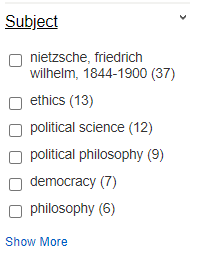 Subject
nietzsche, friedrich
wilhelm, 1844-1900 (37)
ethics (13)
political science (12)
political philosophy (9)
democracy (7)
philosophy (6)
Show More